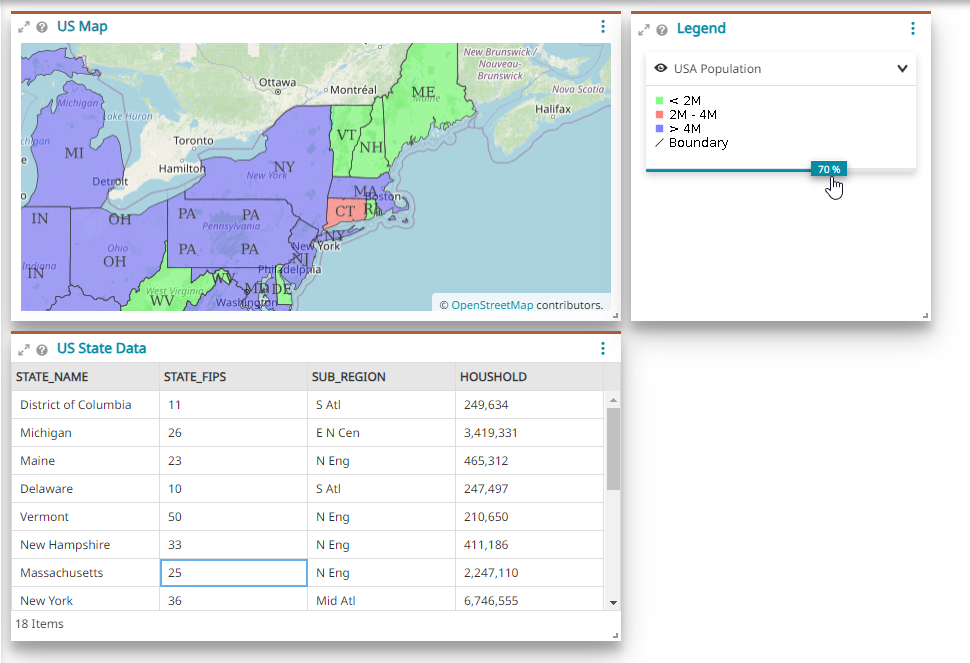 US Map
Legend
New Brunswick /
Nouveau-
Brunswick
Nova Scotia
Halifax
Ottawa
Montréal
ME
Maine
Michigan
Lake Huron
MI
Toronto
Hamilton
Detroit
VT
NH
NY
New York
MA
Boston
CT
RI
IN
OH
PA
PA
Pennsylvania
PA
PA
Ohio
OH
Indiana
IN
NY
New York
NJ
Philadelphia
West Virginia
WV
WV
MD
DE
Washington
© OpenStreetMap contributors.
USA Population
< 2M
2M - 4M
> 4M
Boundary
70 %
US State Data
STATE_NAME STATE_FIPS SUB_REGION HOUSHOLD
District of Columbia 11 S Atl 249,634
Michigan 26 E N Cen 3,419,331
Maine 23 N Eng 465,312
Delaware 10 S Atl 247,497
Vermont 50 N Eng 210,650
New Hampshire 33 N Eng 411,186
Massachusetts 25 N Eng 2,247,110
New York 36 Mid Atl 6,746,555
18 Items